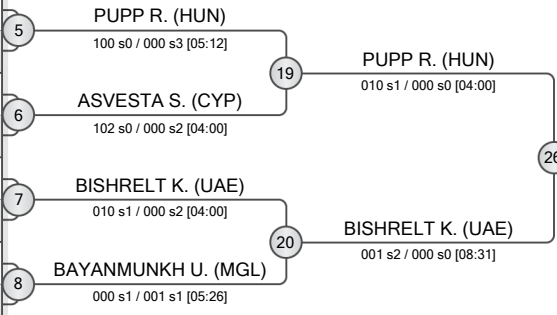 5
PUPP R. (HUN)
100 s0 / 000 s3 [05:12]
19
PUPP R. (HUN)
010 s1 / 000 s0 [04:00]
6
ASVESTA S. (CYP)
102 s0 / 000 s2 [04:00]
26
7
BISHRELT K. (UAE)
010 s1 / 000 s2 [04:00]
20
BISHRELT K. (UAE)
001 s2 / 000 s0 [08:31]
8
BAYANMUNKH U. (MGL)
000 s1 / 001 s1 [05:26]